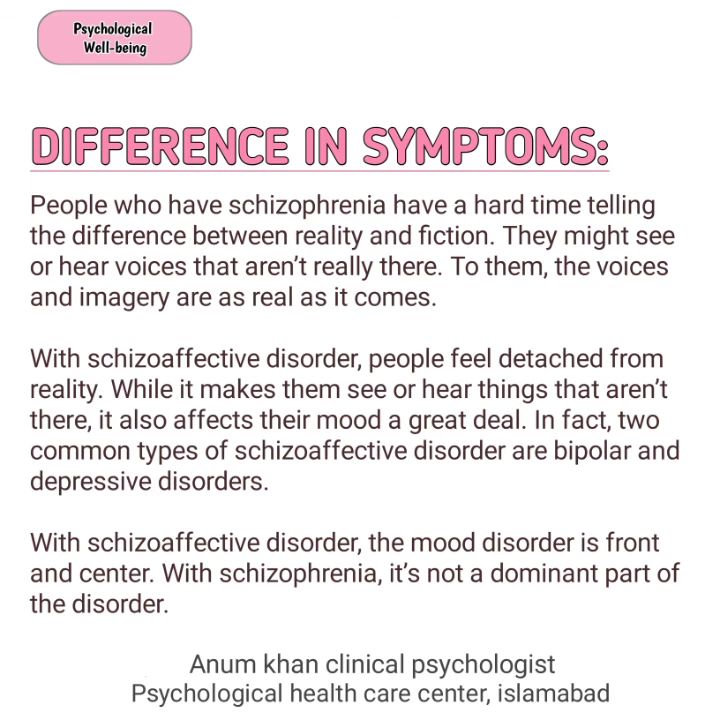 Psychological
Well-being
DIFFERENCE IN SYMPTOMS:
People who have schizophrenia have a hard time telling
the difference between reality and fiction. They might see
or hear voices that aren’t really there. To them, the voices
and imagery are as real as it comes.
With schizoaffective disorder, people feel detached from
reality. While it makes them see or hear things that aren’t
there, it also affects their mood a great deal. In fact, two
common types of schizoaffective disorder are bipolar and
depressive disorders.
With schizoaffective disorder, the mood disorder is front
and center. With schizophrenia, it’s not a dominant part of
the disorder.
Anum khan clinical psychologist
Psychological health care center, islamabad